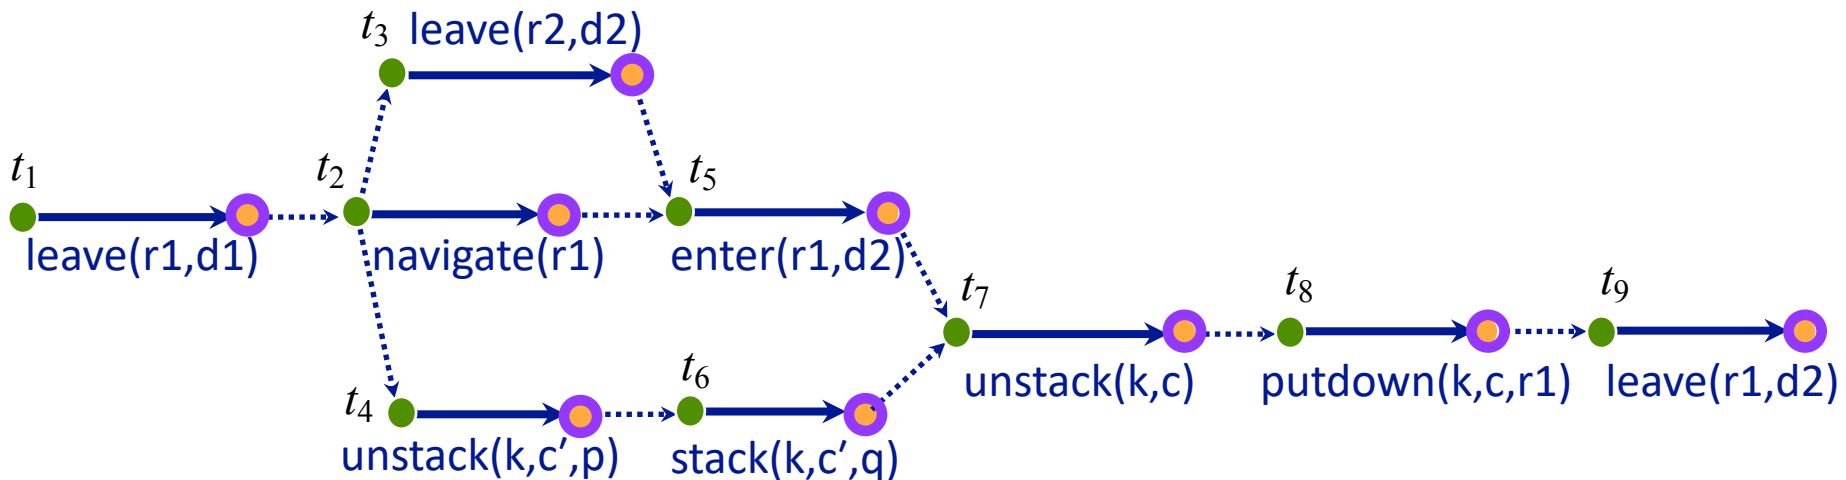 t₃ leave(r2,d2)
t₁ t₂ t₅
leave(r1,d1) navigate(r1) enter(r1,d2)
t₇ t₈ t₉
t₆
unstack(k,c) putdown(k,c,r1) leave(r1,d2)
t₄
unstack(k,c′,p) stack(k,c′,q)